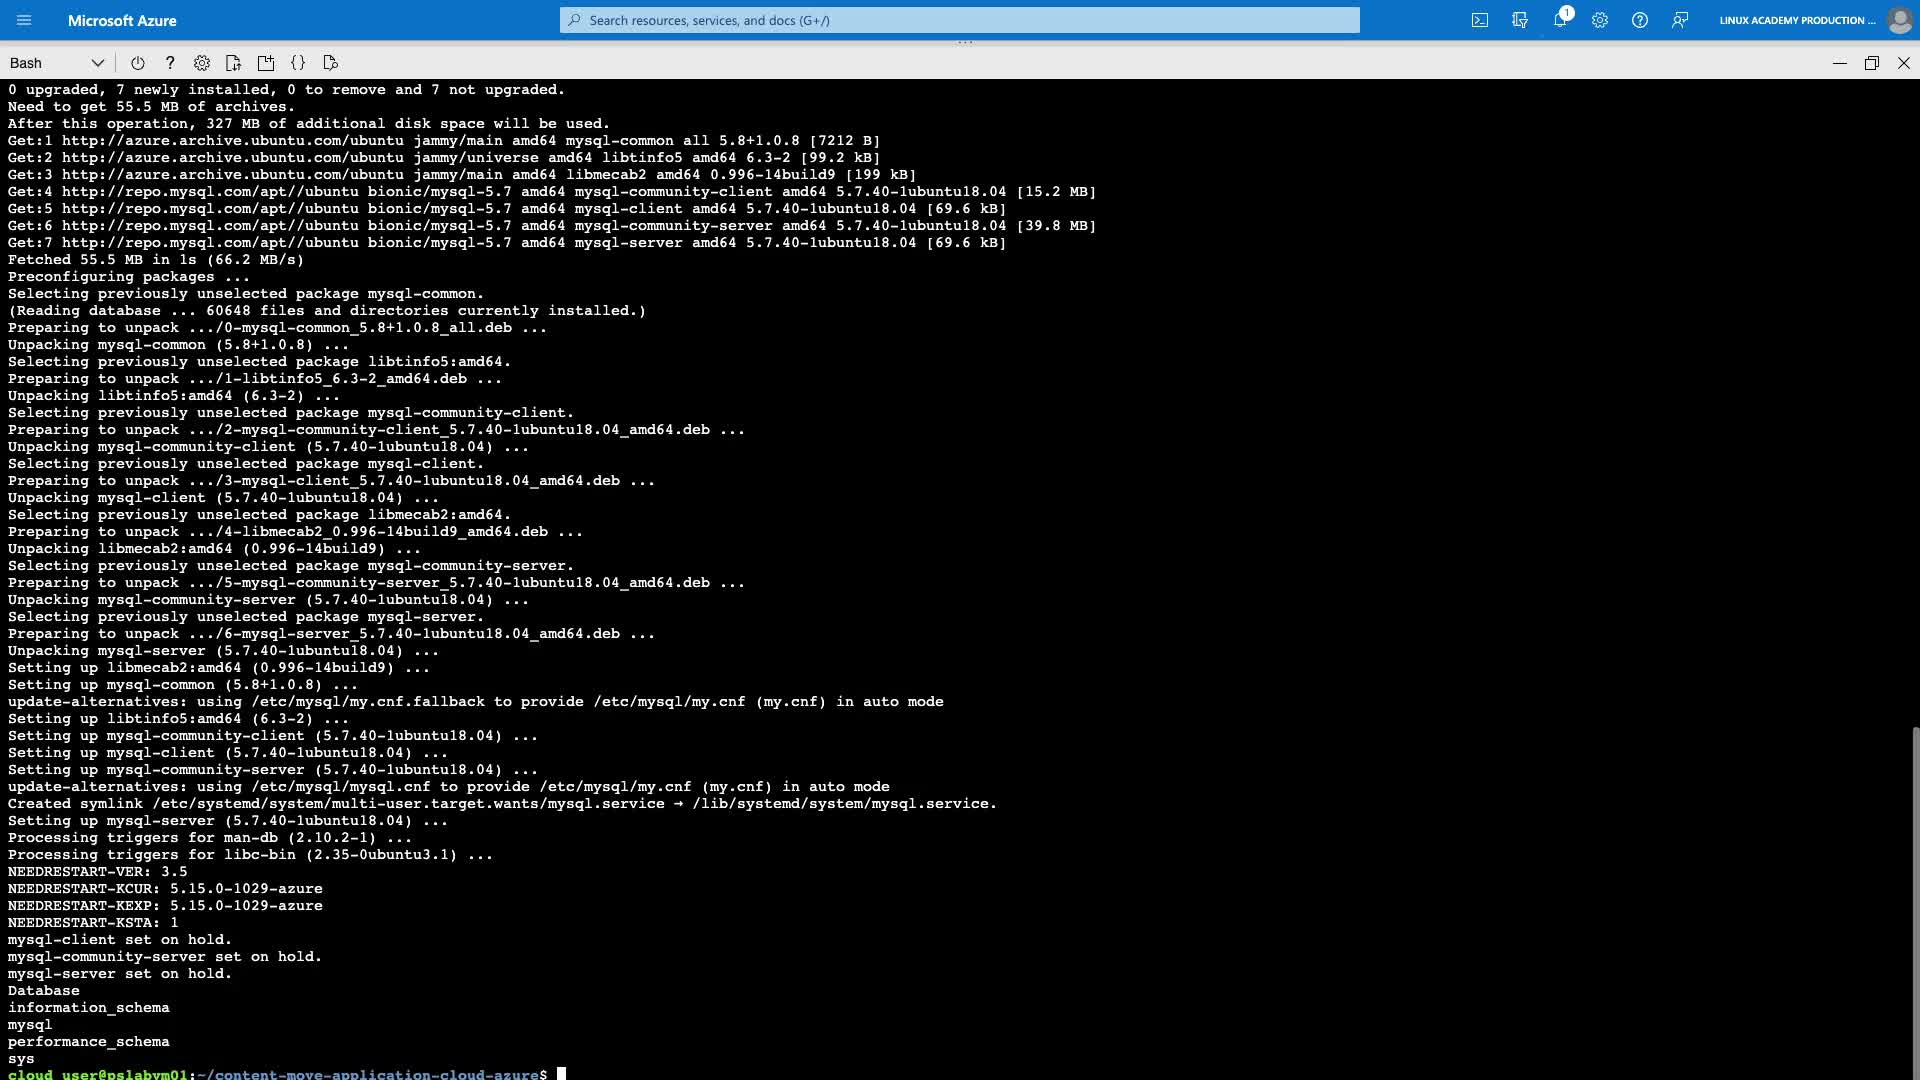 Microsoft Azure
Search resources, services, and docs (G+/)
1
LINUX ACADEMY PRODUCTION ...
Bash
0 upgraded, 7 newly installed, 0 to remove and 7 not upgraded.
Need to get 55.5 MB of archives.
After this operation, 327 MB of additional disk space will be used.
Get:1 http://azure.archive.ubuntu.com/ubuntu jammy/main amd64 mysql-common all 5.8+1.0.8 [7212 B]
Get:2 http://azure.archive.ubuntu.com/ubuntu jammy/universe amd64 libtinfo5 amd64 6.3-2 [99.2 kB]
Get:3 http://azure.archive.ubuntu.com/ubuntu jammy/main amd64 libmecab2 amd64 0.996-14build9 [199 kB]
Get:4 http://repo.mysql.com/apt//ubuntu bionic/mysql-5.7 amd64 mysql-community-client amd64 5.7.40-1ubuntu18.04 [15.2 MB]
Get:5 http://repo.mysql.com/apt//ubuntu bionic/mysql-5.7 amd64 mysql-client amd64 5.7.40-1ubuntu18.04 [69.6 kB]
Get:6 http://repo.mysql.com/apt//ubuntu bionic/mysql-5.7 amd64 mysql-community-server amd64 5.7.40-1ubuntu18.04 [39.8 MB]
Get:7 http://repo.mysql.com/apt//ubuntu bionic/mysql-5.7 amd64 mysql-server amd64 5.7.40-1ubuntu18.04 [69.6 kB]
Fetched 55.5 MB in 1s (66.2 MB/s)
Preconfiguring packages ...
Selecting previously unselected package mysql-common.
(Reading database ... 60648 files and directories currently installed.)
Preparing to unpack .../0-mysql-common_5.8+1.0.8_all.deb ...
Unpacking mysql-common (5.8+1.0.8) ...
Selecting previously unselected package libtinfo5:amd64.
Preparing to unpack .../1-libtinfo5_6.3-2_amd64.deb ...
Unpacking libtinfo5:amd64 (6.3-2) ...
Selecting previously unselected package mysql-community-client.
Preparing to unpack .../2-mysql-community-client_5.7.40-1ubuntu18.04_amd64.deb ...
Unpacking mysql-community-client (5.7.40-1ubuntu18.04) ...
Selecting previously unselected package mysql-client.
Preparing to unpack .../3-mysql-client_5.7.40-1ubuntu18.04_amd64.deb ...
Unpacking mysql-client (5.7.40-1ubuntu18.04) ...
Selecting previously unselected package libmecab2:amd64.
Preparing to unpack .../4-libmecab2_0.996-14build9_amd64.deb ...
Unpacking libmecab2:amd64 (0.996-14build9) ...
Selecting previously unselected package mysql-community-server.
Preparing to unpack .../5-mysql-community-server_5.7.40-1ubuntu18.04_amd64.deb ...
Unpacking mysql-community-server (5.7.40-1ubuntu18.04) ...
Selecting previously unselected package mysql-server.
Preparing to unpack .../6-mysql-server_5.7.40-1ubuntu18.04_amd64.deb ...
Unpacking mysql-server (5.7.40-1ubuntu18.04) ...
Setting up libmecab2:amd64 (0.996-14build9) ...
Setting up mysql-common (5.8+1.0.8) ...
update-alternatives: using /etc/mysql/my.cnf.fallback to provide /etc/mysql/my.cnf (my.cnf) in auto mode
Setting up libtinfo5:amd64 (6.3-2) ...
Setting up mysql-community-client (5.7.40-1ubuntu18.04) ...
Setting up mysql-client (5.7.40-1ubuntu18.04) ...
Setting up mysql-community-server (5.7.40-1ubuntu18.04) ...
update-alternatives: using /etc/mysql/mysql.cnf to provide /etc/mysql/my.cnf (my.cnf) in auto mode
Created symlink /etc/systemd/system/multi-user.target.wants/mysql.service → /lib/systemd/system/mysql.service.
Setting up mysql-server (5.7.40-1ubuntu18.04) ...
Processing triggers for man-db (2.10.2-1) ...
Processing triggers for libc-bin (2.35-0ubuntu3.1) ...
NEEDRESTART-VER: 3.5
NEEDRESTART-KCUR: 5.15.0-1029-azure
NEEDRESTART-KEXP: 5.15.0-1029-azure
NEEDRESTART-KSTA: 1
mysql-client set on hold.
mysql-community-server set on hold.
mysql-server set on hold.
Database
information_schema
mysql
performance_schema
sys
cloud_user@pslabvm01:~/content-move-application-cloud-azure$